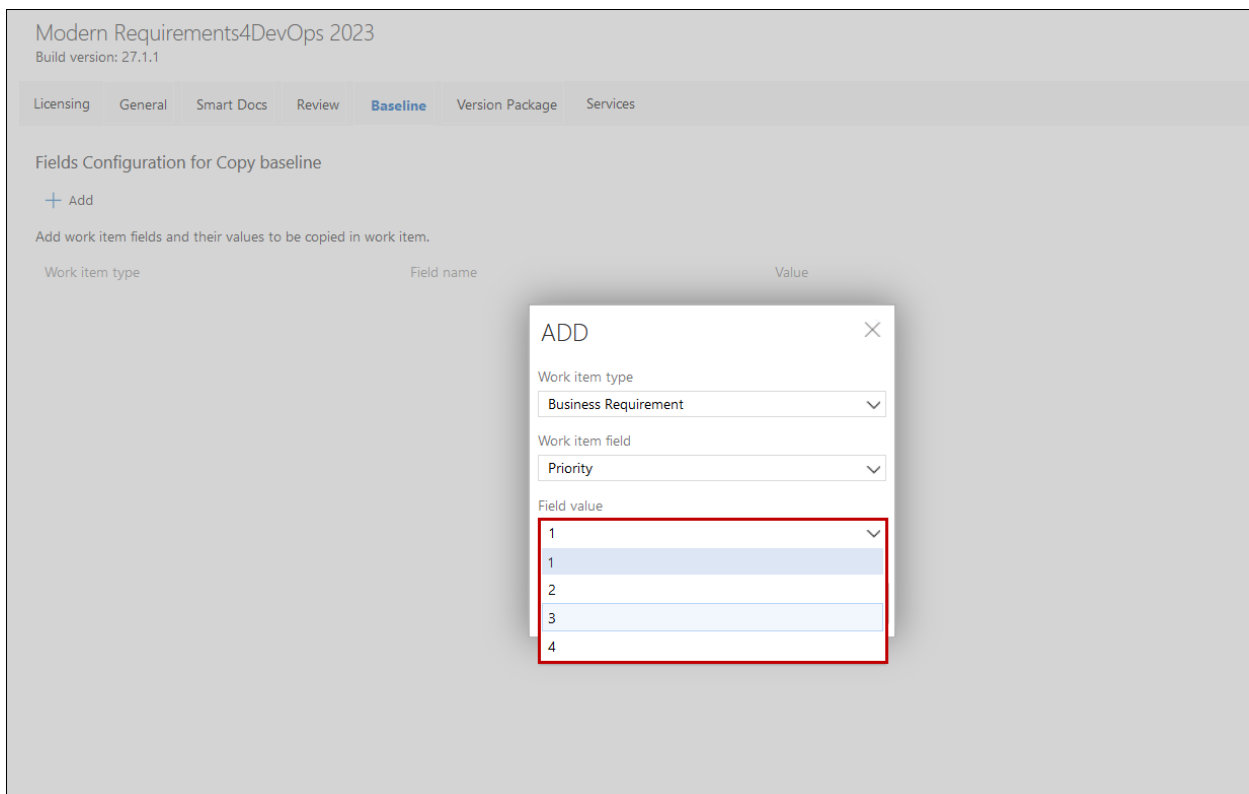 Modern Requirements4DevOps 2023
Build version: 27.1.1
Licensing General Smart Docs Review Baseline Version Package Services
Fields Configuration for Copy baseline
+ Add
Add work item fields and their values to be copied in work item.
Work item type Field name Value
ADD
Work item type
Business Requirement
Work item field
Priority
Field value
1
1
2
3
4